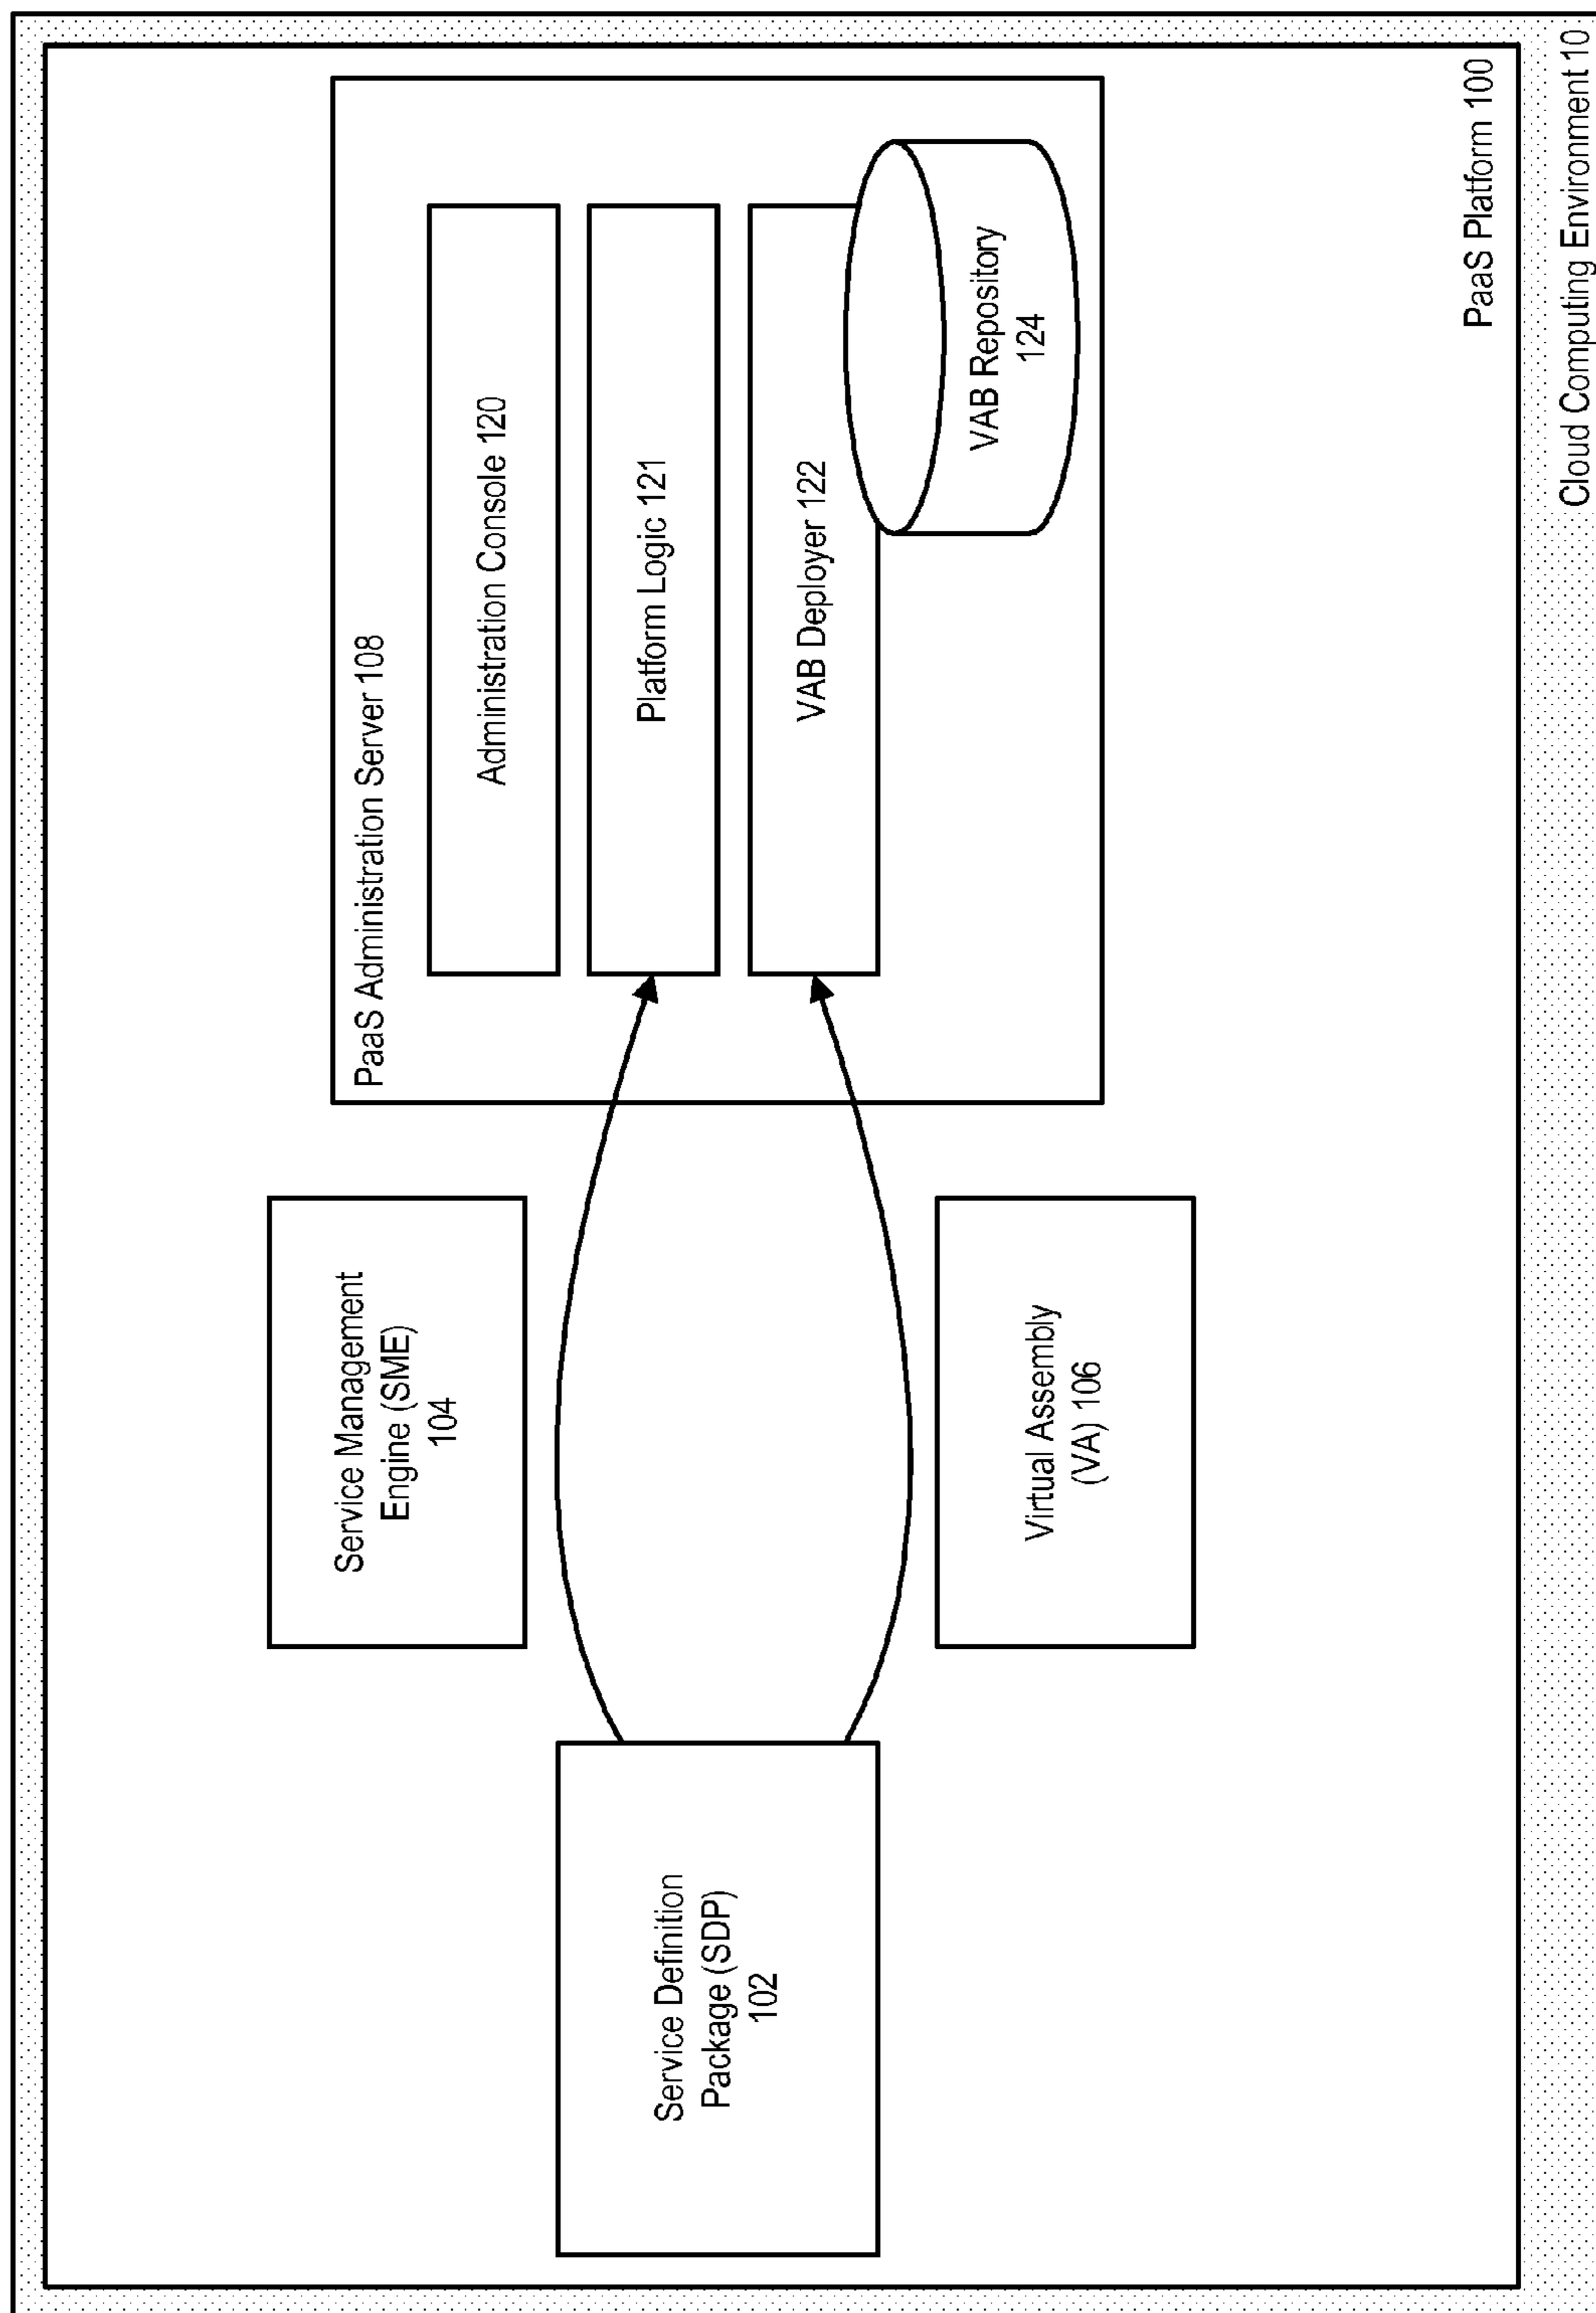 Service Definition
Package (SDP)
102
Service Management
Engine (SME)
104
Virtual Assembly
(VA) 106
PaaS Administration Server 108
Administration Console 120
Platform Logic 121
VAB Deployer 122
VAB Repository
124
PaaS Platform 100
Cloud Computing Environment 10